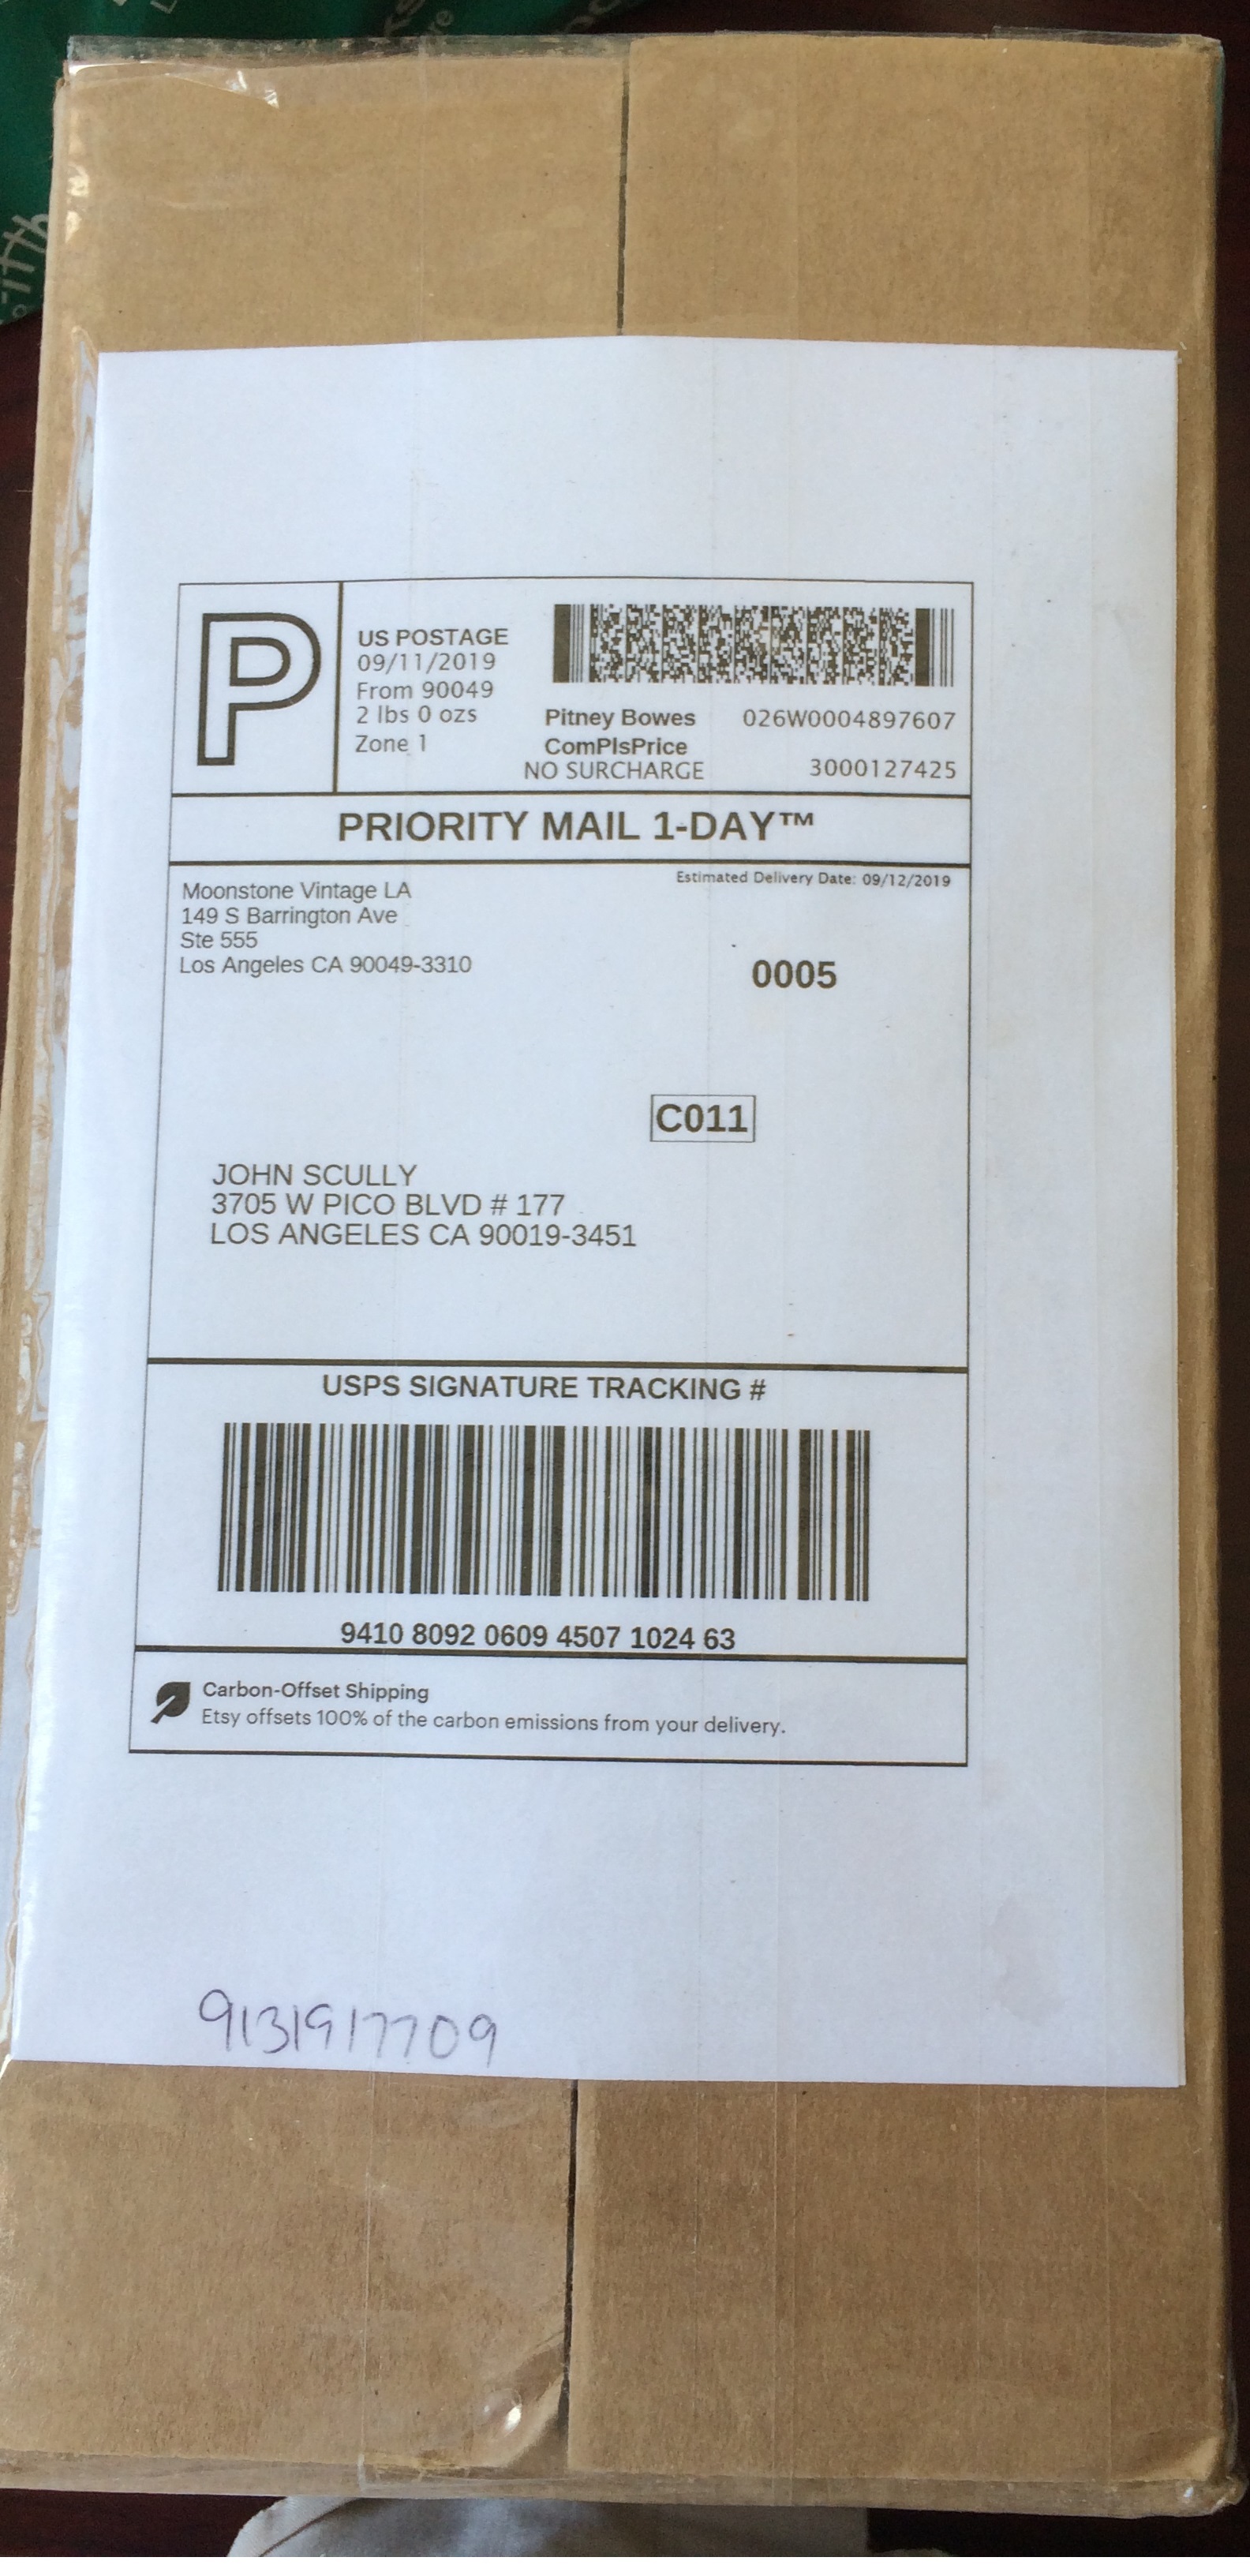 P
US POSTAGE
09/11/2019
From 90049
2 lbs 0 ozs
Zone 1
Pitney Bowes 026W0004897607
ComPlsPrice
NO SURCHARGE 3000127425
PRIORITY MAIL 1-DAY™
Estimated Delivery Date: 09/12/2019
Moonstone Vintage LA
149 S Barrington Ave
Ste 555
Los Angeles CA 90049-3310
0005
C011
JOHN SCULLY
3705 W PICO BLVD # 177
LOS ANGELES CA 90019-3451
USPS SIGNATURE TRACKING #
9410 8092 0609 4507 1024 63
Carbon-Offset Shipping
Etsy offsets 100% of the carbon emissions from your delivery.
9131917709